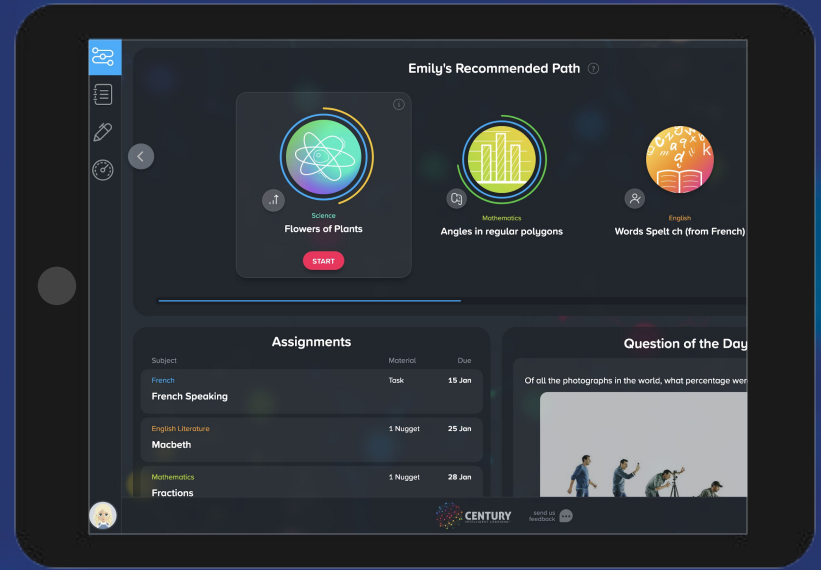 Emily's Recommended Path ?
Science
Flowers of Plants
START
Mathematics
Angles in regular polygons
English
Words Spelt ch (from French)
Assignments
Subject Material Due
French Task 15 Jan
French Speaking
English Literature 1 Nugget 25 Jan
Macbeth
Mathematics 1 Nugget 28 Jan
Fractions
Question of the Day
Of all the photographs in the world, what percentage wer
CENTURY
send us
feedback